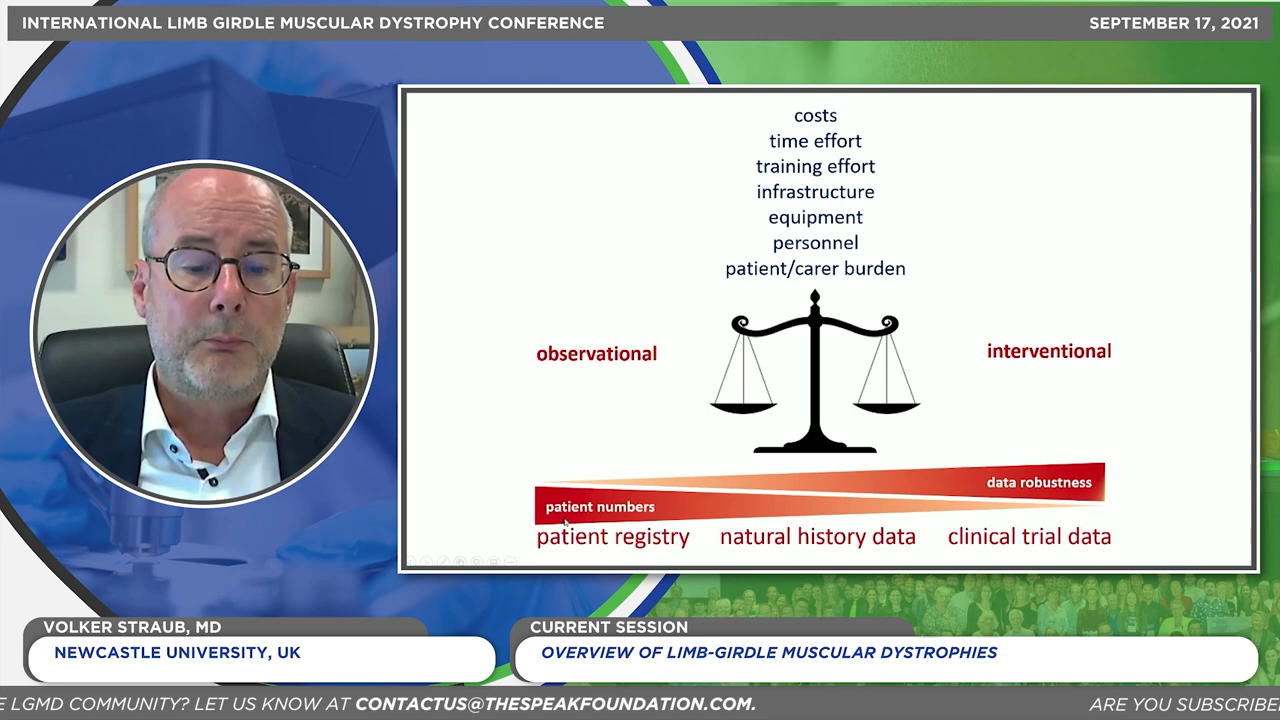 INTERNATIONAL LIMB GIRDLE MUSCULAR DYSTROPHY CONFERENCE
SEPTEMBER 17, 2021
costs
time effort
training effort
infrastructure
equipment
personnel
patient/carer burden
observational
interventional
data robustness
patient numbers
patient registry
natural history data
clinical trial data
VOLKER STRAUB, MD
NEWCASTLE UNIVERSITY, UK
CURRENT SESSION
OVERVIEW OF LIMB-GIRDLE MUSCULAR DYSTROPHIES
E LGMD COMMUNITY? LET US KNOW AT CONTACTUS@THESPEAKFOUNDATION.COM.
ARE YOU SUBSCRIBE